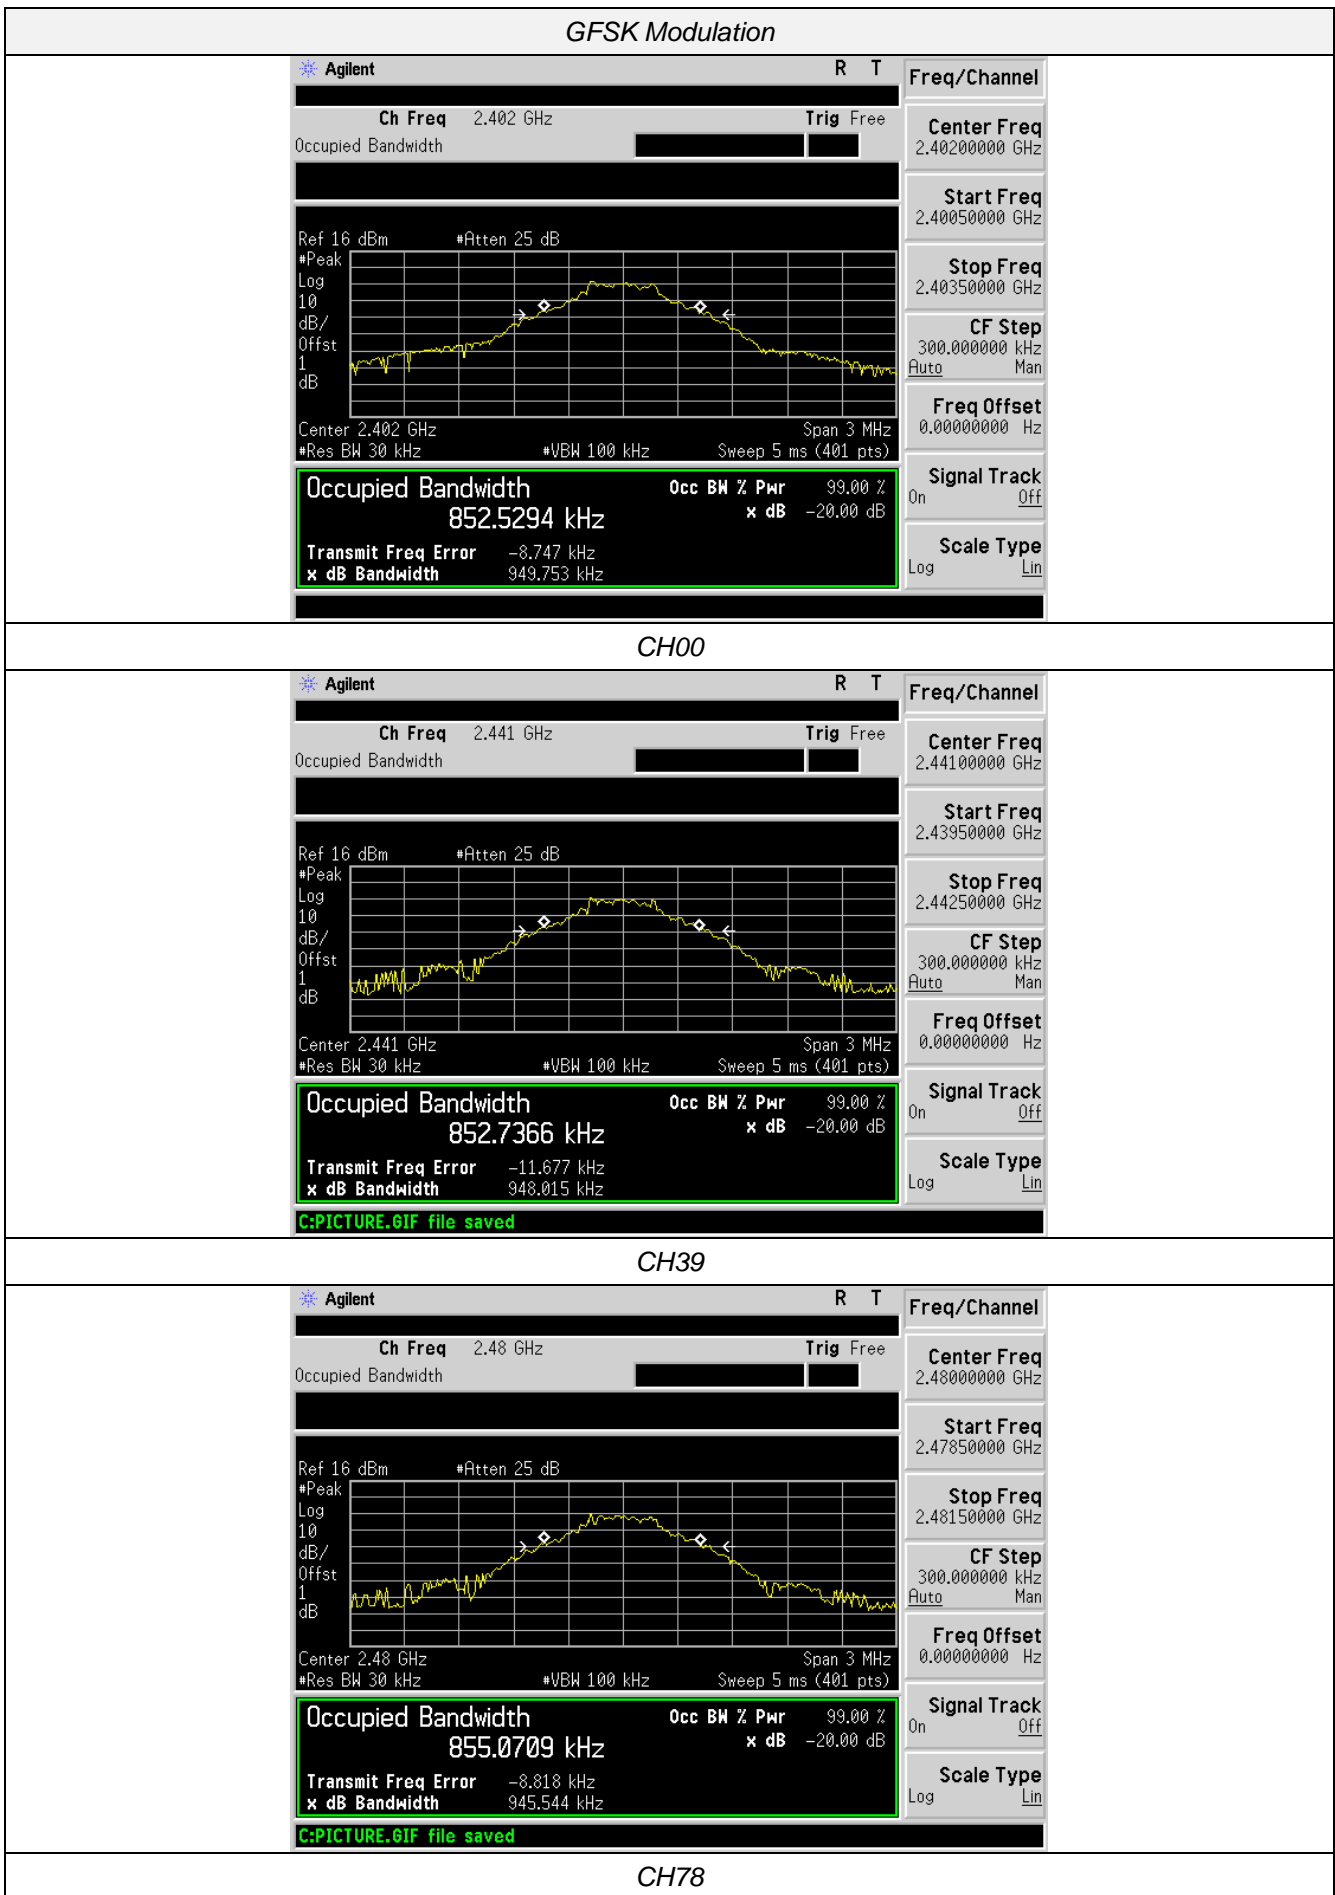 GFSK Modulation
Agilent R T
Freq/Channel
Ch Freq 2.402 GHz Trig Free
Occupied Bandwidth
Center Freq
2.40200000 GHz
Start Freq
2.40050000 GHz
Stop Freq
2.40350000 GHz
CF Step
300.000000 kHz
Auto Man
Freq Offset
0.00000000 Hz
Signal Track
On Off
Scale Type
Log Lin
Ref 16 dBm #Atten 25 dB
#Peak
Log
10
dB/
Offst
1
dB
Center 2.402 GHz Span 3 MHz
#Res BW 30 kHz #VBW 100 kHz Sweep 5 ms (401 pts)
Occupied Bandwidth Occ BW % Pwr 99.00 %
852.5294 kHz x dB -20.00 dB
Transmit Freq Error -8.747 kHz
x dB Bandwidth 949.753 kHz
CH00
Agilent R T
Freq/Channel
Ch Freq 2.441 GHz Trig Free
Occupied Bandwidth
Center Freq
2.44100000 GHz
Start Freq
2.43950000 GHz
Stop Freq
2.44250000 GHz
CF Step
300.000000 kHz
Auto Man
Freq Offset
0.00000000 Hz
Signal Track
On Off
Scale Type
Log Lin
Ref 16 dBm #Atten 25 dB
#Peak
Log
10
dB/
Offst
1
dB
Center 2.441 GHz Span 3 MHz
#Res BW 30 kHz #VBW 100 kHz Sweep 5 ms (401 pts)
Occupied Bandwidth Occ BW % Pwr 99.00 %
852.7366 kHz x dB -20.00 dB
Transmit Freq Error -11.677 kHz
x dB Bandwidth 948.015 kHz
C:PICTURE.GIF file saved
CH39
Agilent R T
Freq/Channel
Ch Freq 2.48 GHz Trig Free
Occupied Bandwidth
Center Freq
2.48000000 GHz
Start Freq
2.47850000 GHz
Stop Freq
2.48150000 GHz
CF Step
300.000000 kHz
Auto Man
Freq Offset
0.00000000 Hz
Signal Track
On Off
Scale Type
Log Lin
Ref 16 dBm #Atten 25 dB
#Peak
Log
10
dB/
Offst
1
dB
Center 2.48 GHz Span 3 MHz
#Res BW 30 kHz #VBW 100 kHz Sweep 5 ms (401 pts)
Occupied Bandwidth Occ BW % Pwr 99.00 %
855.0709 kHz x dB -20.00 dB
Transmit Freq Error -8.818 kHz
x dB Bandwidth 945.544 kHz
C:PICTURE.GIF file saved
CH78